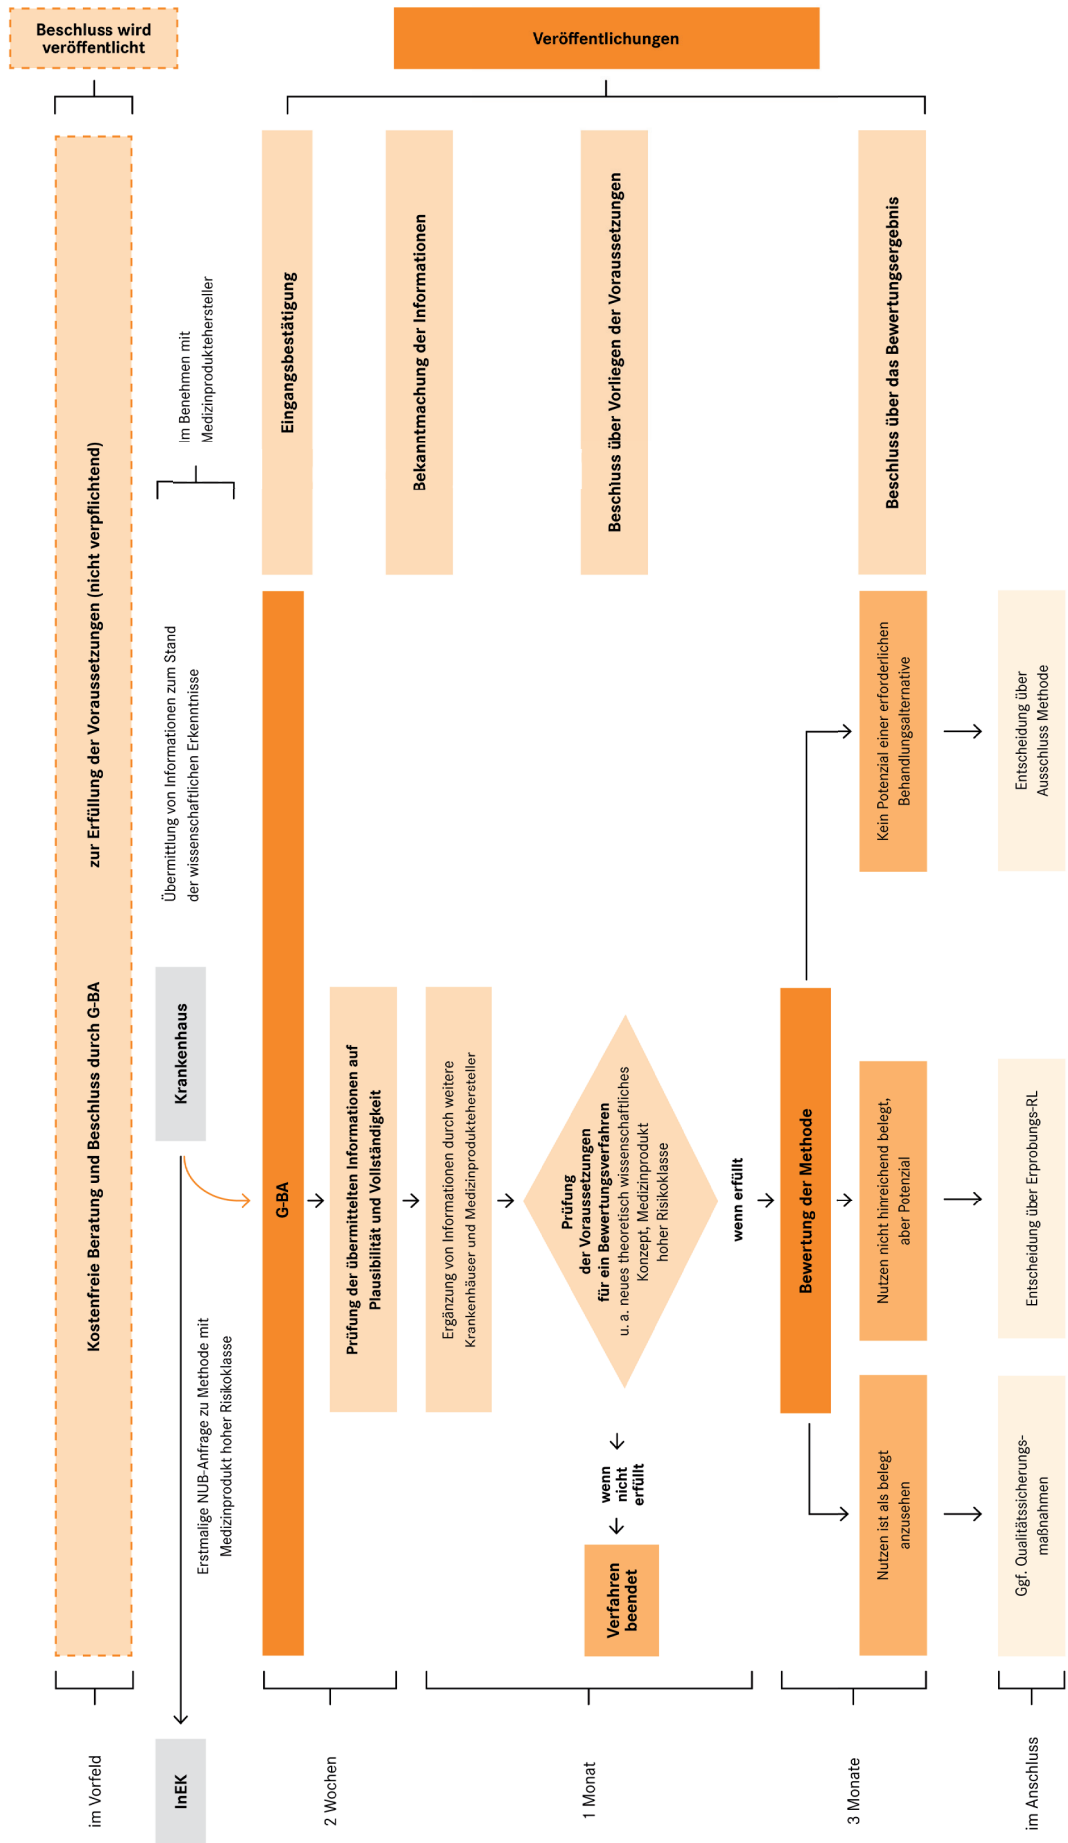 Beschluss wird
veröffentlicht
Veröffentlichungen
im Vorfeld
Kostenfreie Beratung und Beschluss durch G-BA
zur Erfüllung der Voraussetzungen (nicht verpflichtend)
InEK
Erstmalige NUB-Anfrage zu Methode mit
Medizinprodukt hoher Risikoklasse
Krankenhaus
Übermittlung von Informationen zum Stand
der wissenschaftlichen Erkenntnisse
Im Benehmen mit
Medizinproduktehersteller
2 Wochen
G-BA
Eingangsbestätigung
Prüfung der übermittelten Informationen auf
Plausibilität und Vollständigkeit
Bekanntmachung der Informationen
1 Monat
Ergänzung von Informationen durch weitere
Krankenhäuser und Medizinproduktehersteller
Prüfung
der Voraussetzungen
für ein Bewertungsverfahren
u. a. neues theoretisch wissenschaftliches
Konzept, Medizinprodukt
hoher Risikoklasse
wenn
nicht
erfüllt
Verfahren
beendet
Beschluss über Vorliegen der Voraussetzungen
wenn erfüllt
3 Monate
Bewertung der Methode
Nutzen ist als belegt
anzusehen
Nutzen nicht hinreichend belegt,
aber Potenzial
Kein Potenzial einer erforderlichen
Behandlungsalternative
Beschluss über das Bewertungsergebnis
im Anschluss
Ggf. Qualitätssicherungs-
maßnahmen
Entscheidung über Erprobungs-RL
Entscheidung über
Ausschluss Methode